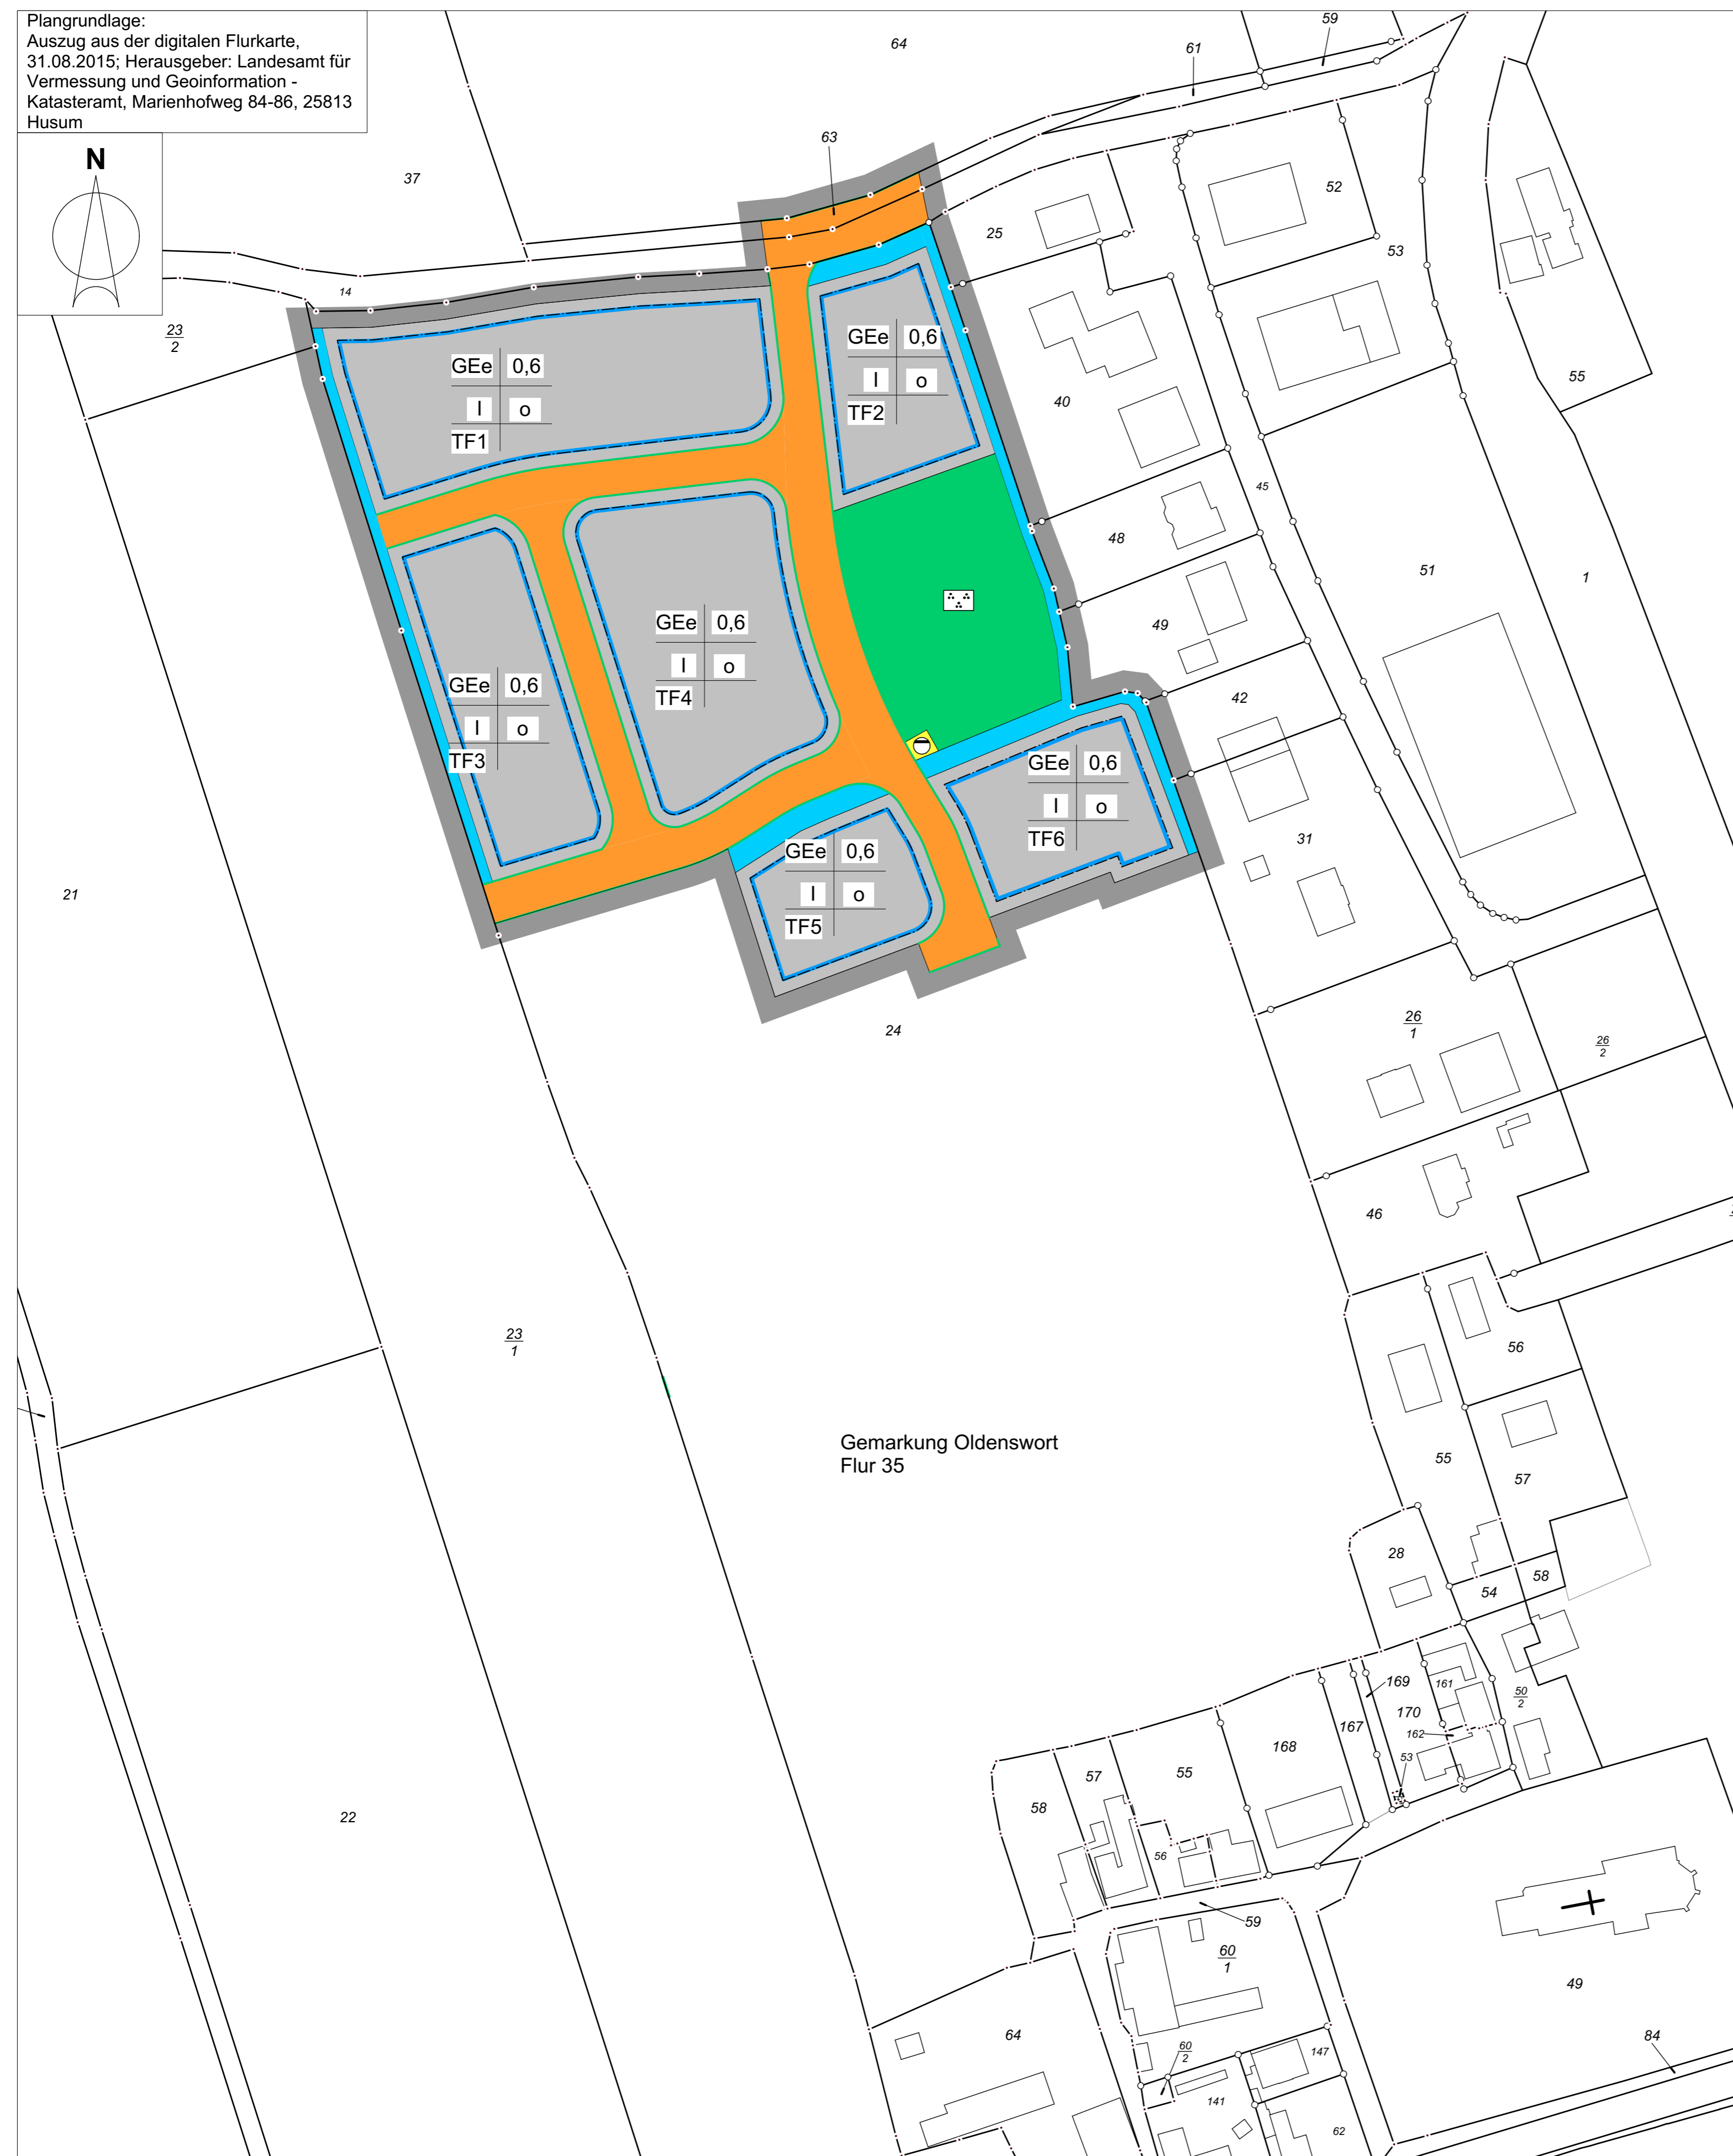 Plangrundlage:
Auszug aus der digitalen Flurkarte,
31.08.2015; Herausgeber: Landesamt für
Vermessung und Geoinformation -
Katasteramt, Marienhofweg 84-86, 25813
Husum
N
64
59
61
63
37
52
25
53
14
23
2
55
40
45
48
51
1
49
42
31
21
24
26
1
26
2
46
GEe 0,6
I o
TF1
GEe 0,6
I o
TF2
GEe 0,6
I o
TF3
GEe 0,6
I o
TF4
GEe 0,6
I o
TF5
GEe 0,6
I o
TF6
23
1
56
Gemarkung Oldenswort
Flur 35
55
57
28
58
54
169
161
50
2
170
167
162
168
53
57
55
58
22
56
59
60
1
49
64
84
60
2
147
141
62